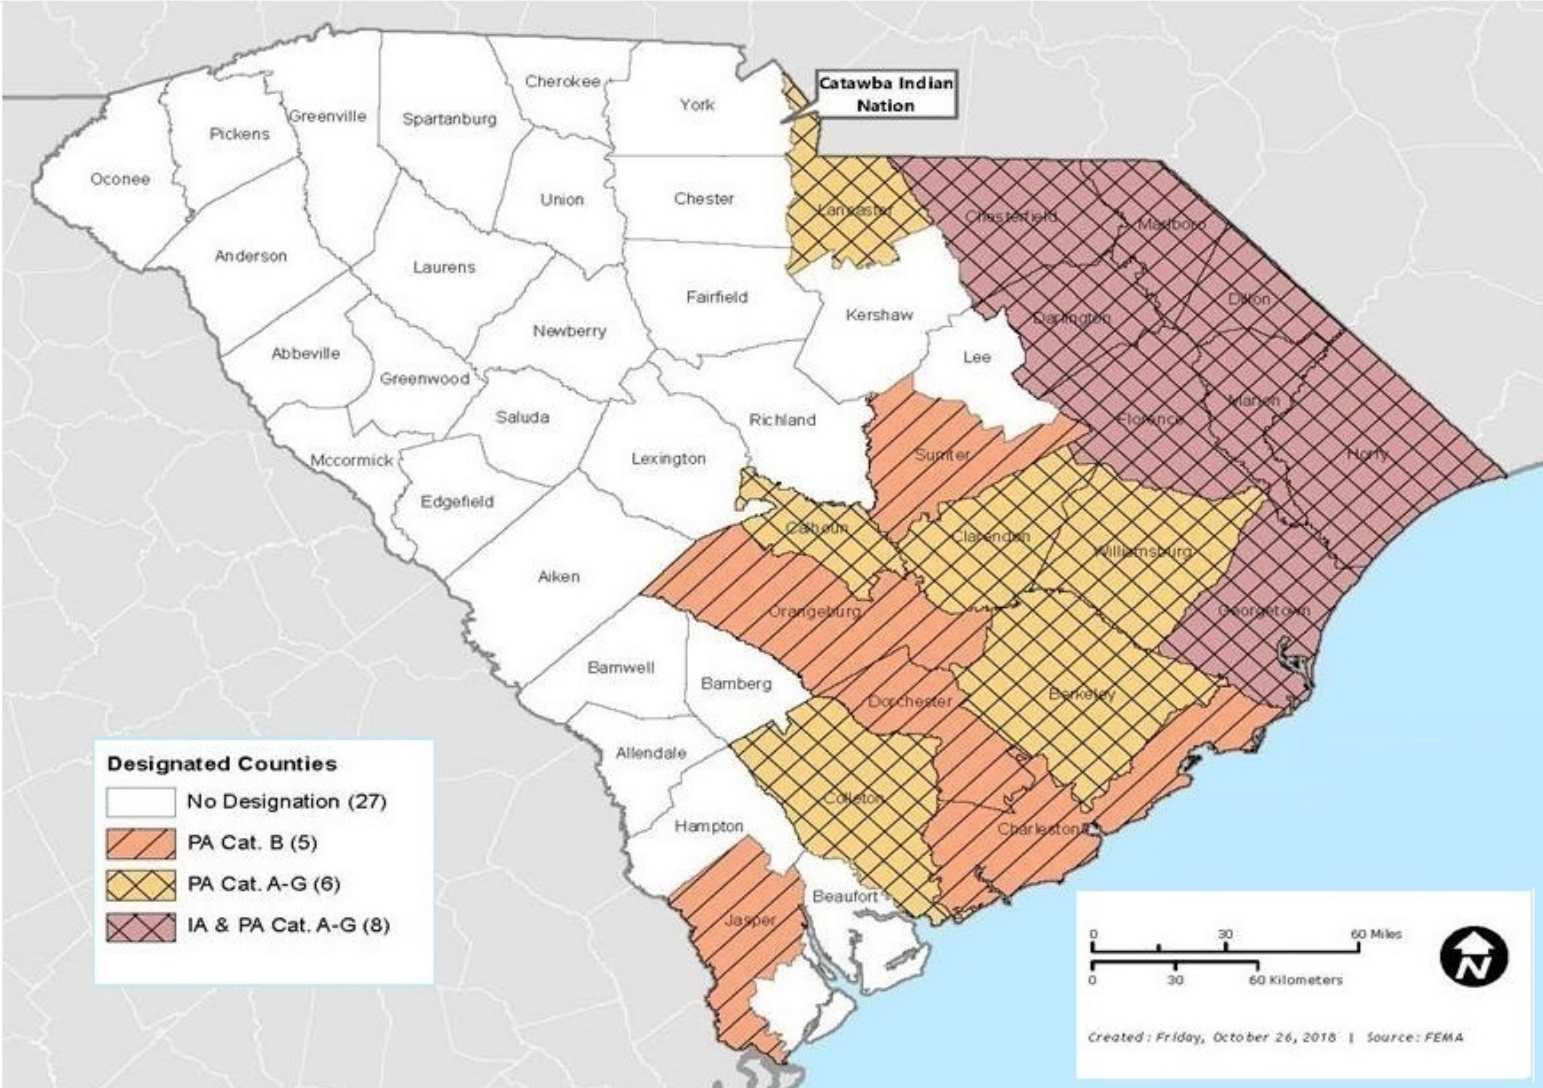 Cherokee
Catawba Indian
Nation
York
Greenville
Spartanburg
Pickens
Oconee
Union
Chester
Lancaster
Chesterfield
Marlboro
Anderson
Laurens
Fairfield
Dillon
Kershaw
Darlington
Newberry
Abbeville
Lee
Greenwood
Marion
Saluda
Richland
Florence
Mccormick
Lexington
Sumter
Horry
Edgefield
Calhoun
Clarendon
Williamsburg
Aiken
Orangeburg
Georgetown
Barnwell
Bamberg
Dorchester
Berkeley
Allendale
Colleton
Hampton
Charleston
Beaufort
Jasper
Designated Counties
No Designation (27)
PA Cat. B (5)
PA Cat. A-G (6)
IA & PA Cat. A-G (8)
0 30 60 Miles
0 30 60 Kilometers
N
Created: Friday, October 26, 2018 | Source: FEMA